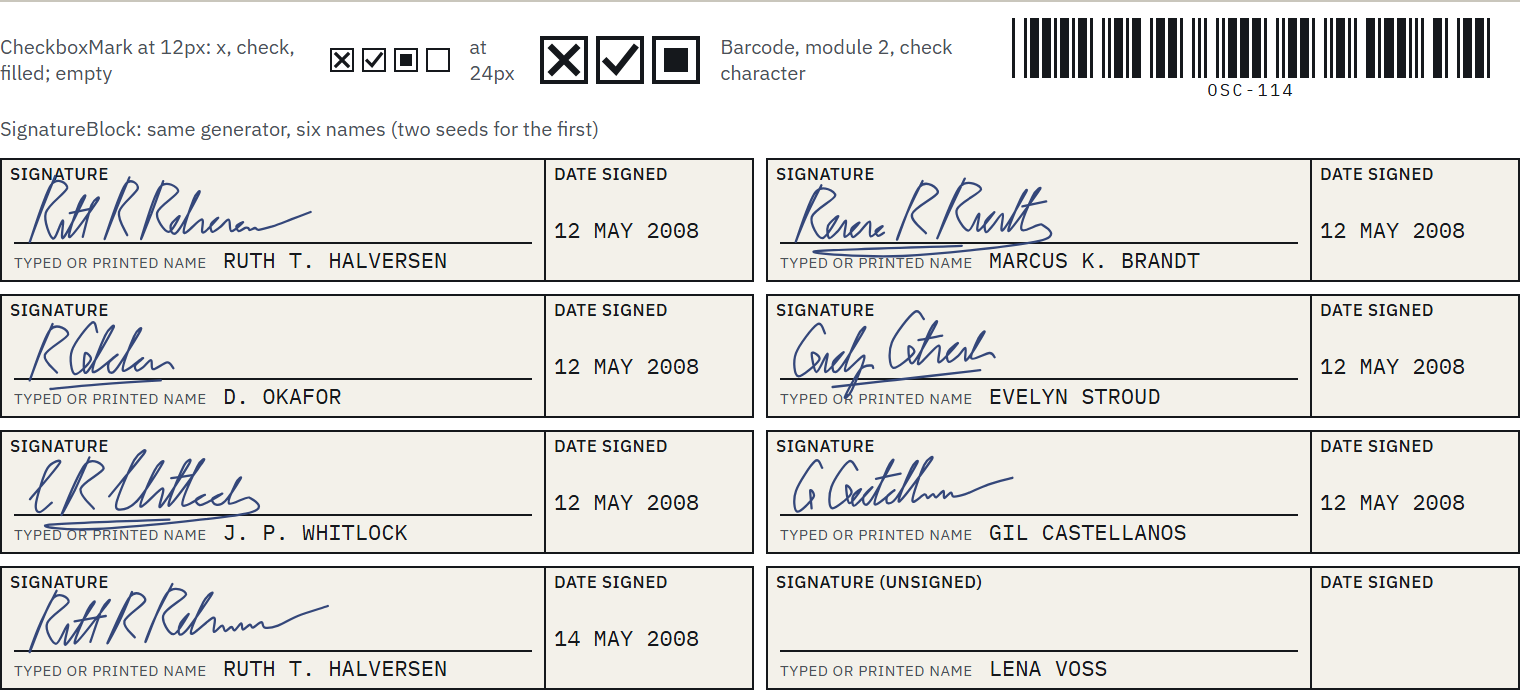 CheckboxMark at 12px: x, check,
filled; empty
at
24px
Barcode, module 2, check
character
OSC-114
SignatureBlock: same generator, six names (two seeds for the first)
SIGNATURE
DATE SIGNED
12 MAY 2008
TYPED OR PRINTED NAME RUTH T. HALVERSEN
SIGNATURE
DATE SIGNED
12 MAY 2008
TYPED OR PRINTED NAME MARCUS K. BRANDT
SIGNATURE
DATE SIGNED
12 MAY 2008
TYPED OR PRINTED NAME D. OKAFOR
SIGNATURE
DATE SIGNED
12 MAY 2008
TYPED OR PRINTED NAME EVELYN STROUD
SIGNATURE
DATE SIGNED
12 MAY 2008
TYPED OR PRINTED NAME J. P. WHITLOCK
SIGNATURE
DATE SIGNED
12 MAY 2008
TYPED OR PRINTED NAME GIL CASTELLANOS
SIGNATURE
DATE SIGNED
14 MAY 2008
TYPED OR PRINTED NAME RUTH T. HALVERSEN
SIGNATURE (UNSIGNED)
DATE SIGNED
TYPED OR PRINTED NAME LENA VOSS